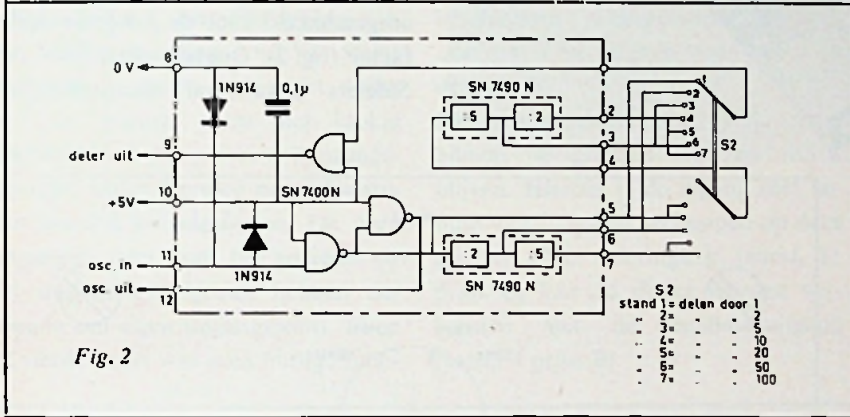 8
0 V
1N914
0,1µ
SN 7490 N
1
:5
:2
2
3
4
deler uit
9
SN 7400N
10
+5V
5
6
7
osc. in
11
1N914
:2
:5
SN 7490 N
osc. uit
12
1
2
3
4
5
6
7
S2
S2
stand 1 = delen door 1
" 2 = " " 2
" 3 = " " 5
" 4 = " " 10
" 5 = " " 20
" 6 = " " 50
" 7 = " " 100
Fig. 2